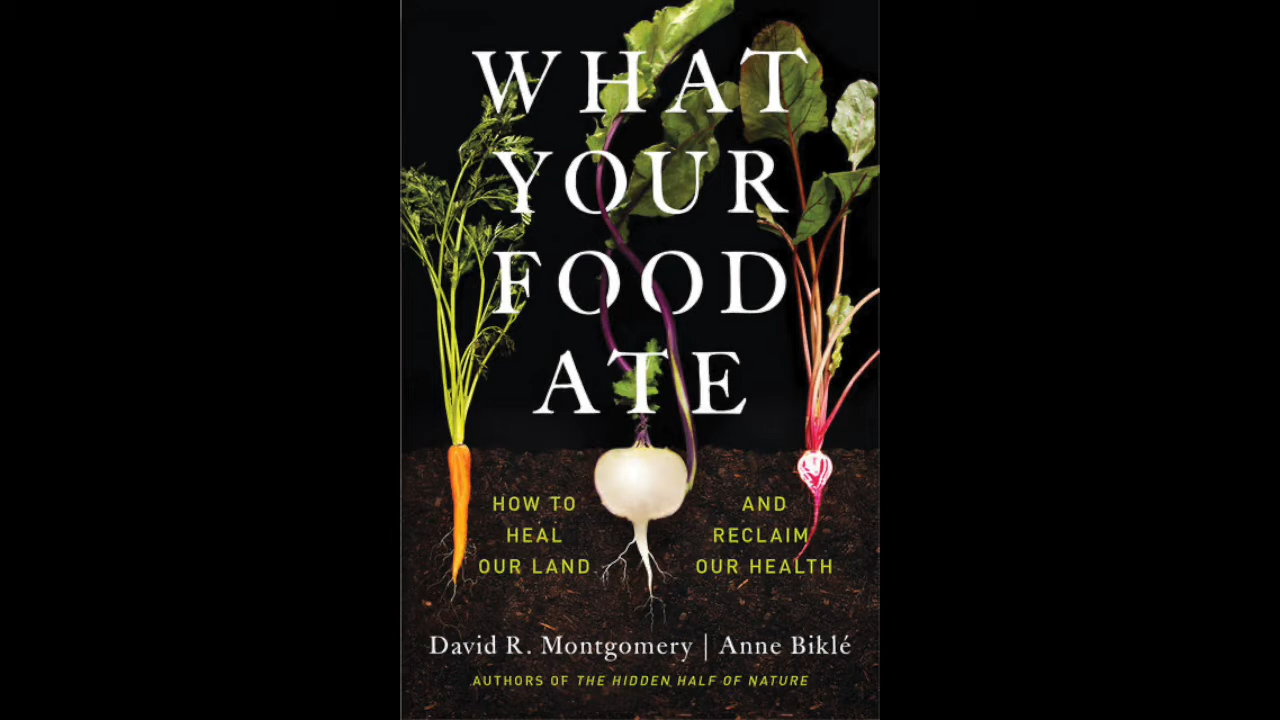 WHAT
YOUR
FOOD
ATE
HOW TO
HEAL
OUR LAND
AND
RECLAIM
OUR HEALTH
David R. Montgomery | Anne Biklé
AUTHORS OF THE HIDDEN HALF OF NATURE